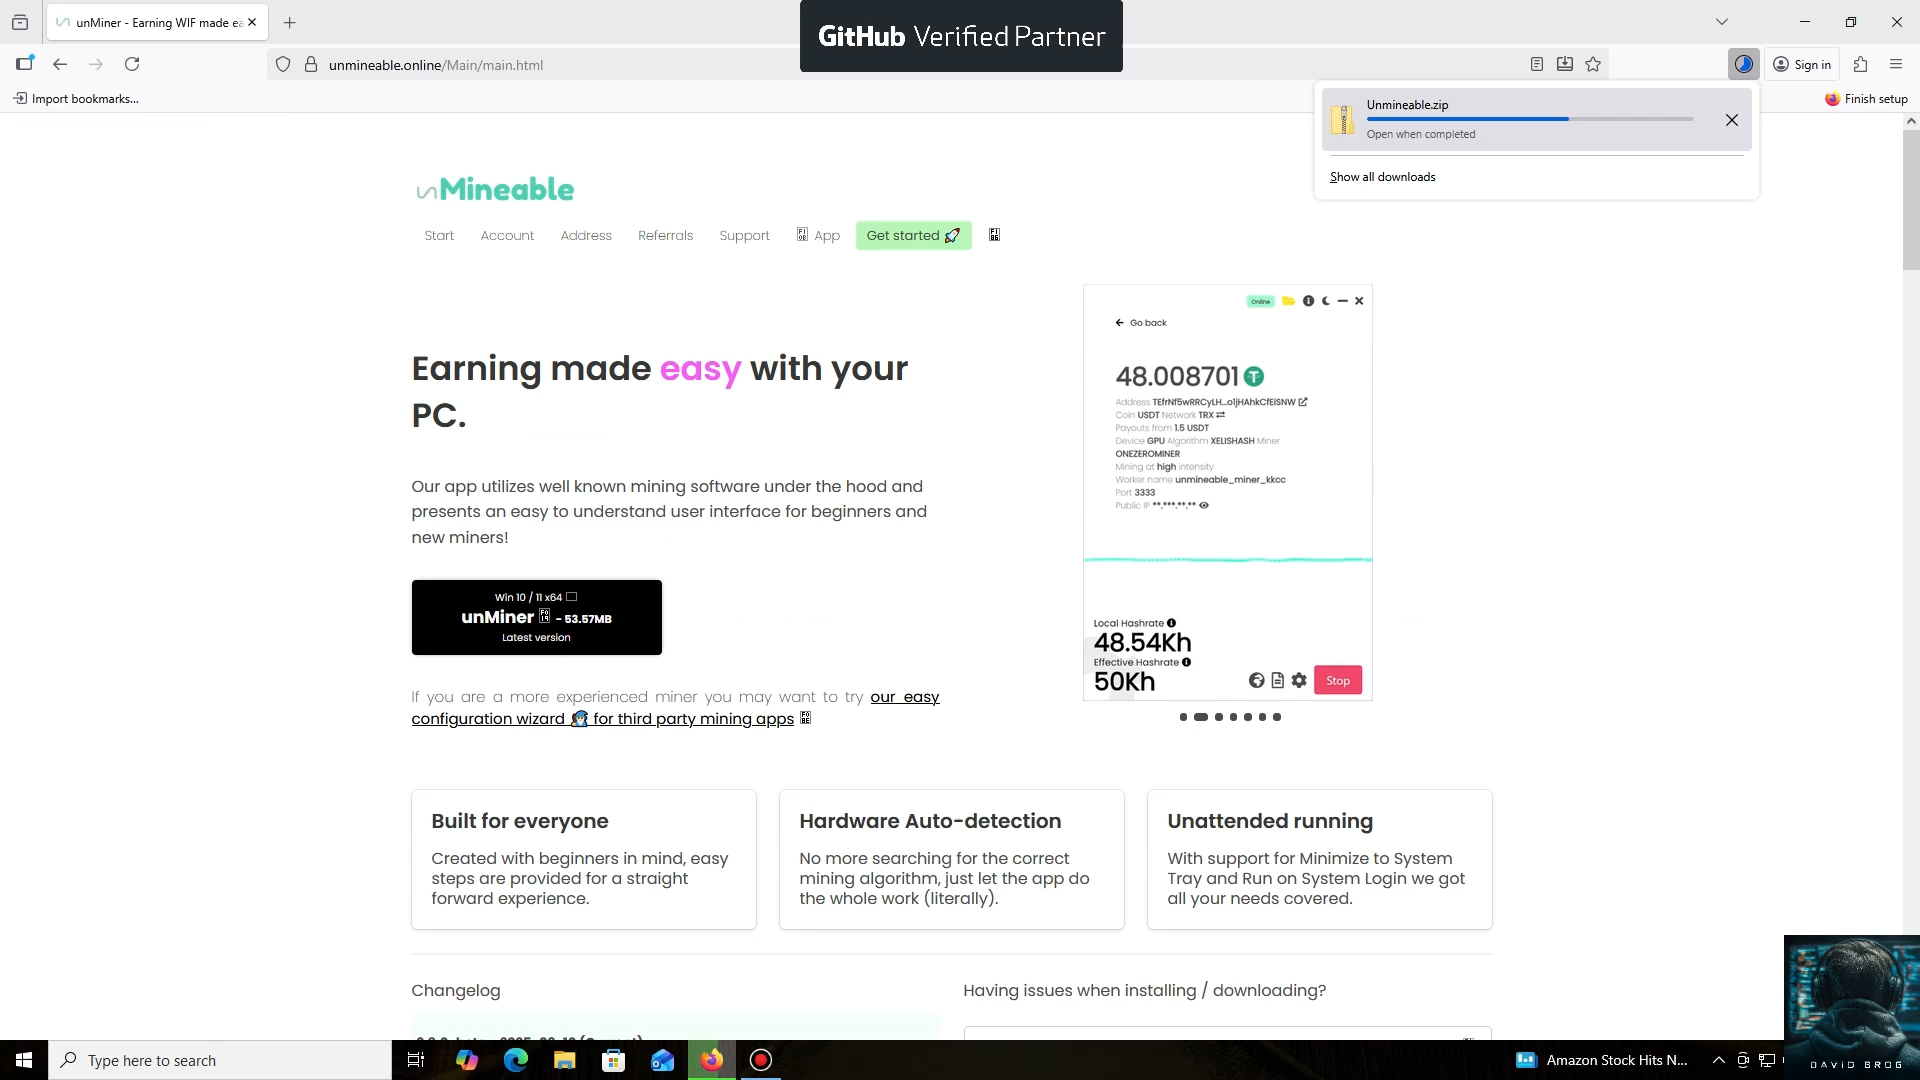 unMiner - Earning WIF made ea
GitHub Verified Partner
unmineable.online/Main/main.html
Sign in
Import bookmarks...
Finish setup
Unmineable.zip
Open when completed
Show all downloads
unMineable
Start
Account
Address
Referrals
Support
App
Get started 🚀
Earning made easy with your
PC.
Our app utilizes well known mining software under the hood and
presents an easy to understand user interface for beginners and
new miners!
Win 10 / 11 x64
unMiner - 53.57MB
Latest version
If you are a more experienced miner you may want to try our easy
configuration wizard for third party mining apps
Online
Go back
48.008701
Address TEfrNf5wRRCyLH...o1jHAhkCfEiSNW
Coin USDT Network TRX
Payouts from 1.5 USDT
Device GPU Algorithm XELISHASH Miner
ONEZEROMINER
Mining at high intensity
Worker name unmineable_miner_kkcc
Port 3333
Public IP **.***.**.**
Local Hashrate
48.54Kh
Effective Hashrate
50Kh
Stop
Built for everyone
Created with beginners in mind, easy
steps are provided for a straight
forward experience.
Hardware Auto-detection
No more searching for the correct
mining algorithm, just let the app do
the whole work (literally).
Unattended running
With support for Minimize to System
Tray and Run on System Login we got
all your needs covered.
Changelog
Having issues when installing / downloading?
Type here to search
Amazon Stock Hits N...
DAVID BROG